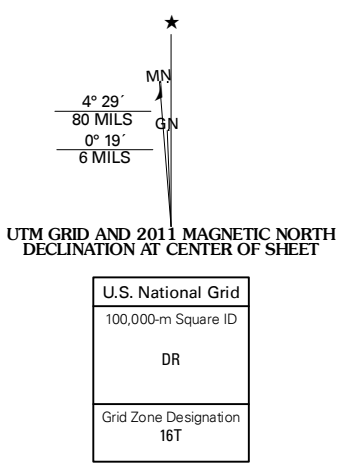 ★
MN
4° 29´
80 MILS
GN
0° 19´
6 MILS
UTM GRID AND 2011 MAGNETIC NORTH
DECLINATION AT CENTER OF SHEET
U.S. National Grid
100,000-m Square ID
DR
Grid Zone Designation
16T